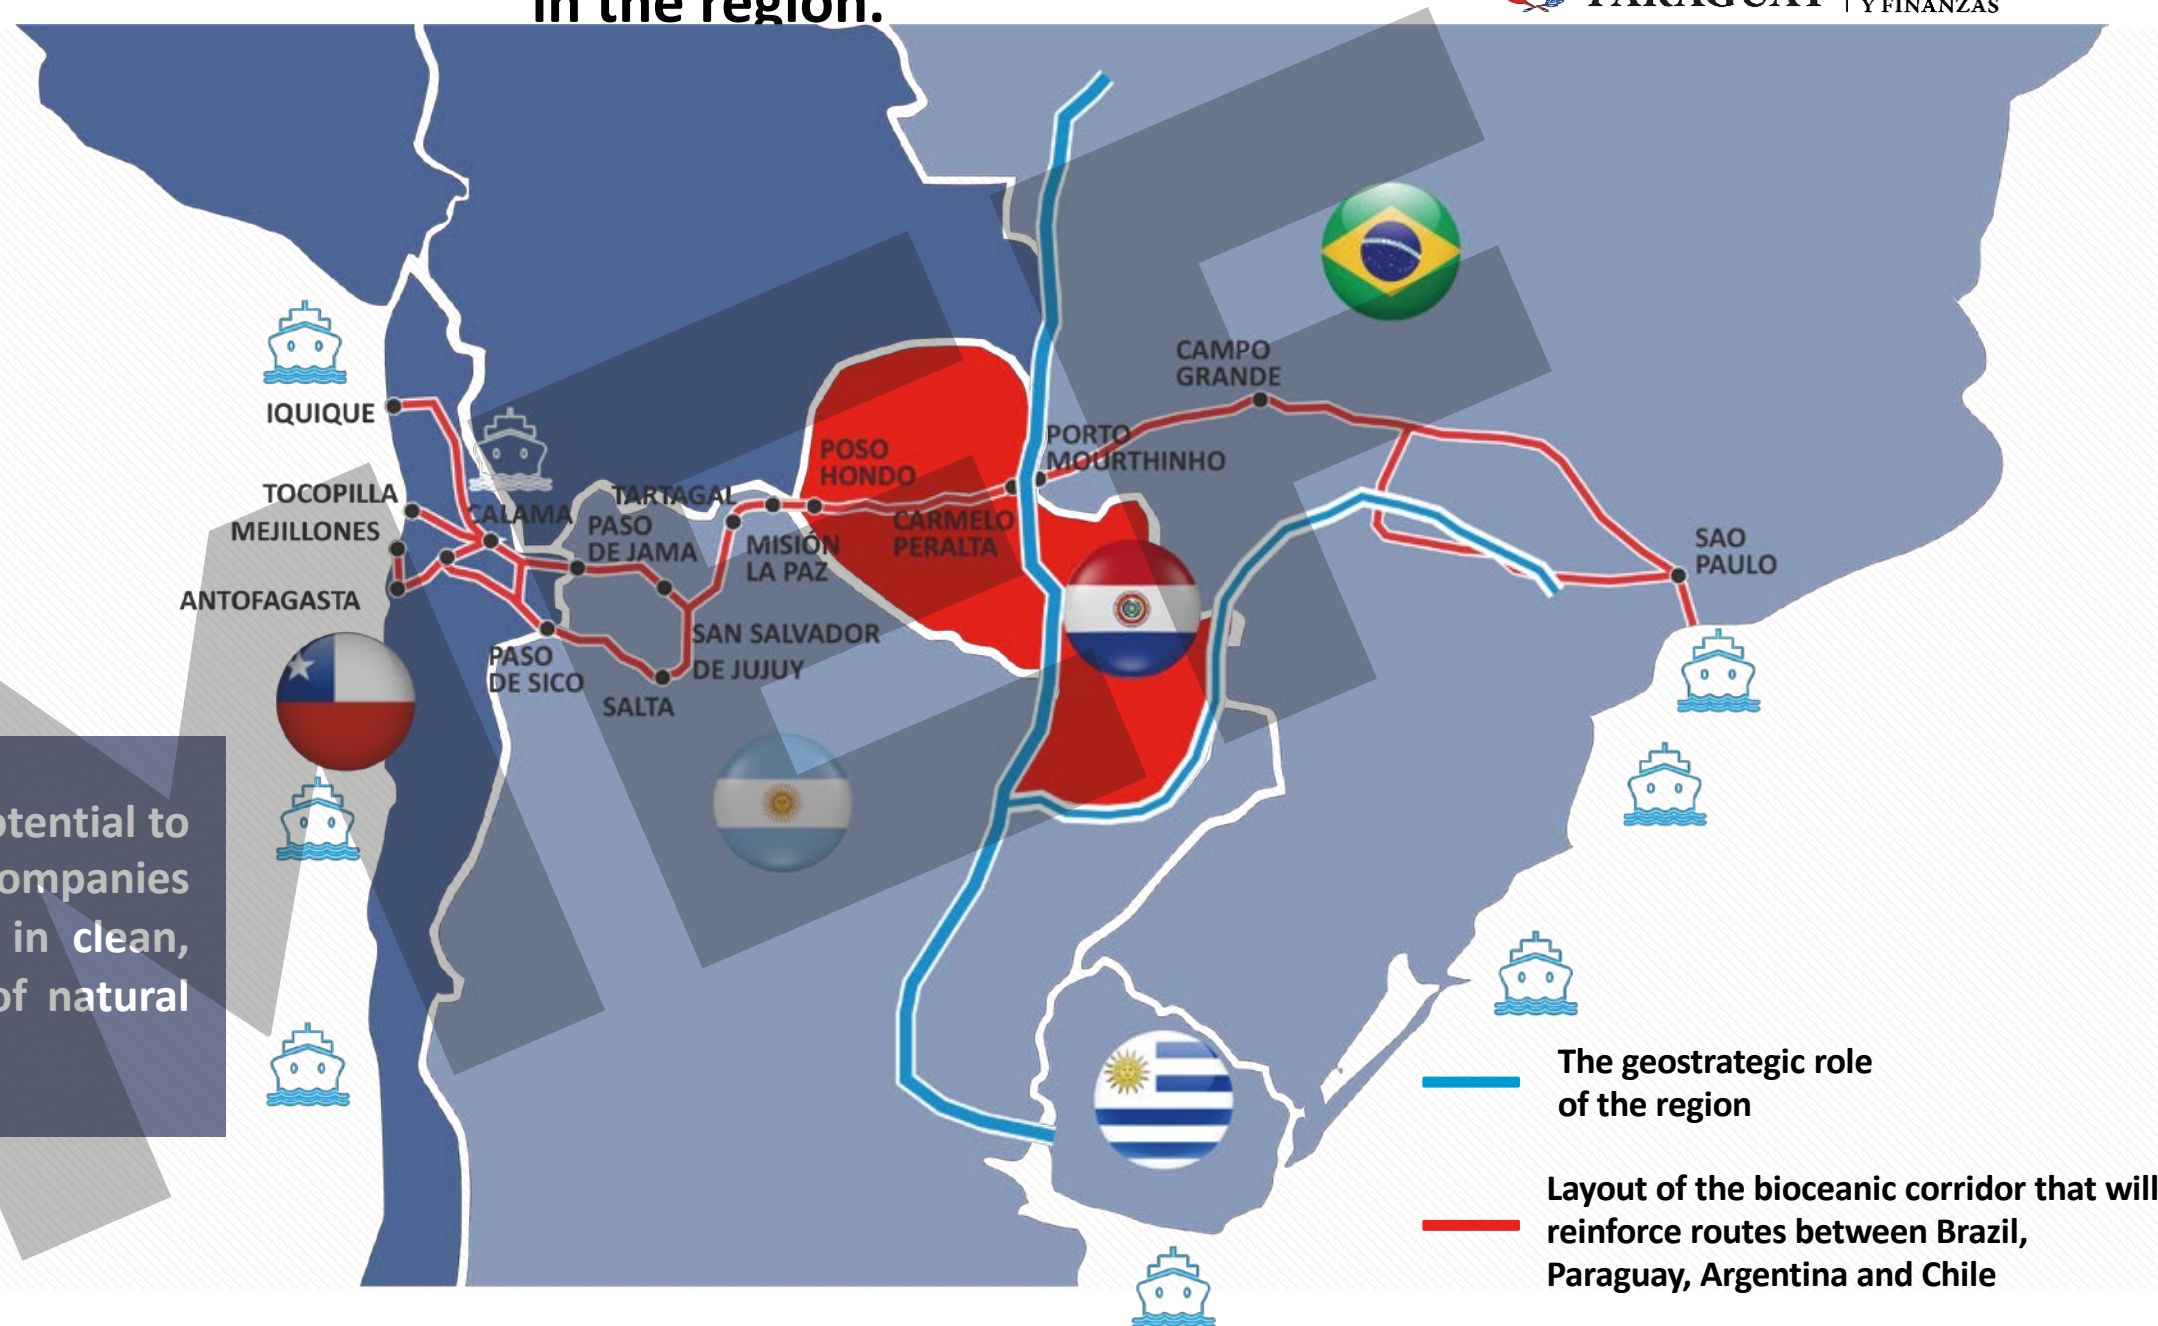 in the region.
PARAGUAY
Y FINANZAS
CAMPO
GRANDE
IQUIQUE
PORTO
MOURTHINHO
POSO
HONDO
TOCOPILLA
TARTAGAL
MEJILLONES
CALAMA
PASO
DE JAMA
CARMELO
PERALTA
MISIÓN
LA PAZ
SAO
PAULO
ANTOFAGASTA
SAN SALVADOR
DE JUJUY
PASO
DE SICO
SALTA
to
in clean,
of natural
The geostrategic role
of the region
Layout of the bioceanic corridor that will
reinforce routes between Brazil,
Paraguay, Argentina and Chile